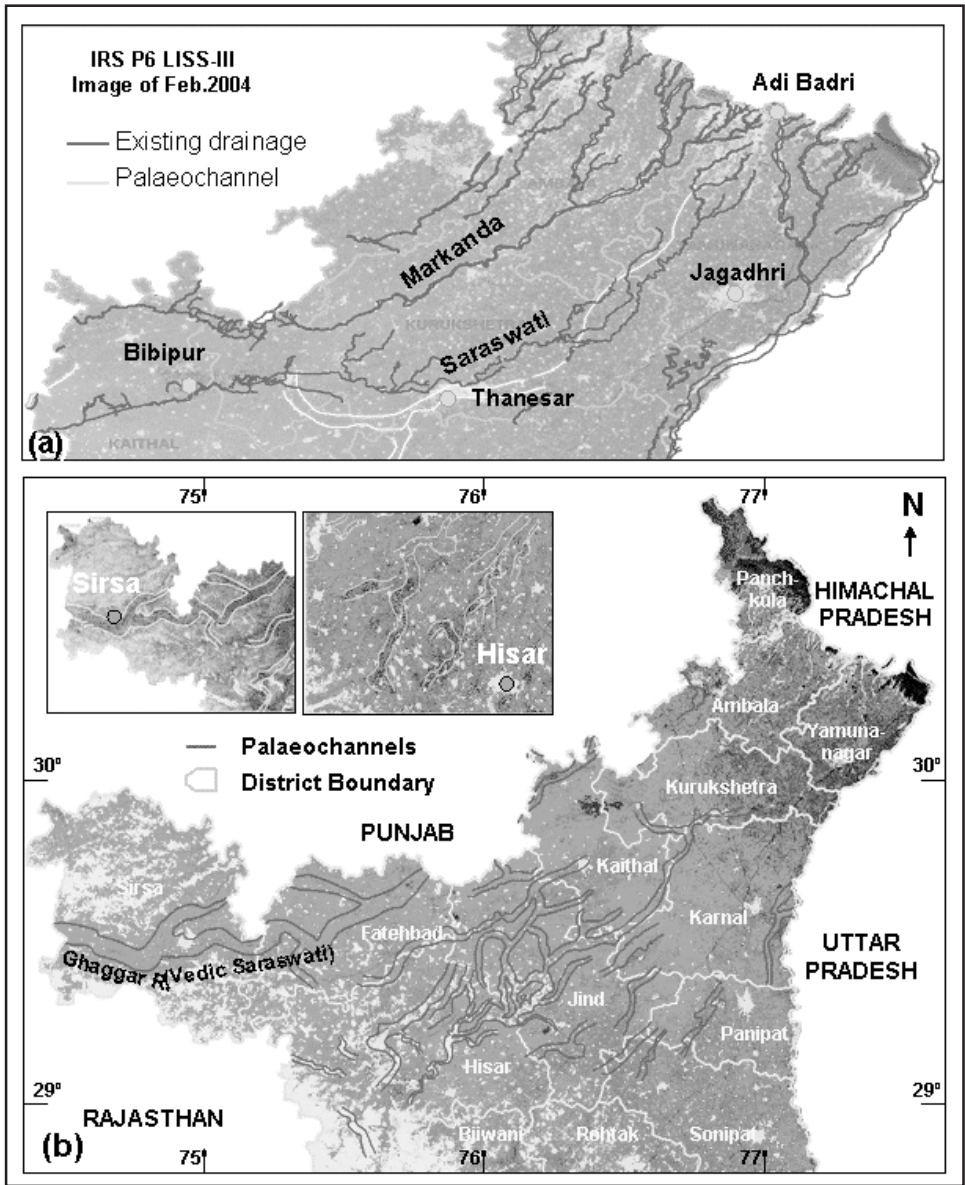 IRS P6 LISS-III
Image of Feb.2004
Existing drainage
Palaeochannel
Adi Badri
Markanda
Jagadhri
KURUKSHETRA
Saraswati
Bibipur
Thanesar
KAITHAL
(a)
75°
76°
77°
N
Sirsa
Hisar
Panch-
kula
HIMACHAL
PRADESH
Ambala
Yamuna-
nagar
Palaeochannels
District Boundary
30°
30°
Kurukshetra
PUNJAB
Kaithal
Sirsa
Karnal
Fatehbad
UTTAR
PRADESH
Ghaggar R. (Vedic Saraswati)
Jind
Panipat
Hisar
29°
29°
RAJASTHAN
Bjiwani
Rohtak
Sonipat
(b)
75°
76°
77°